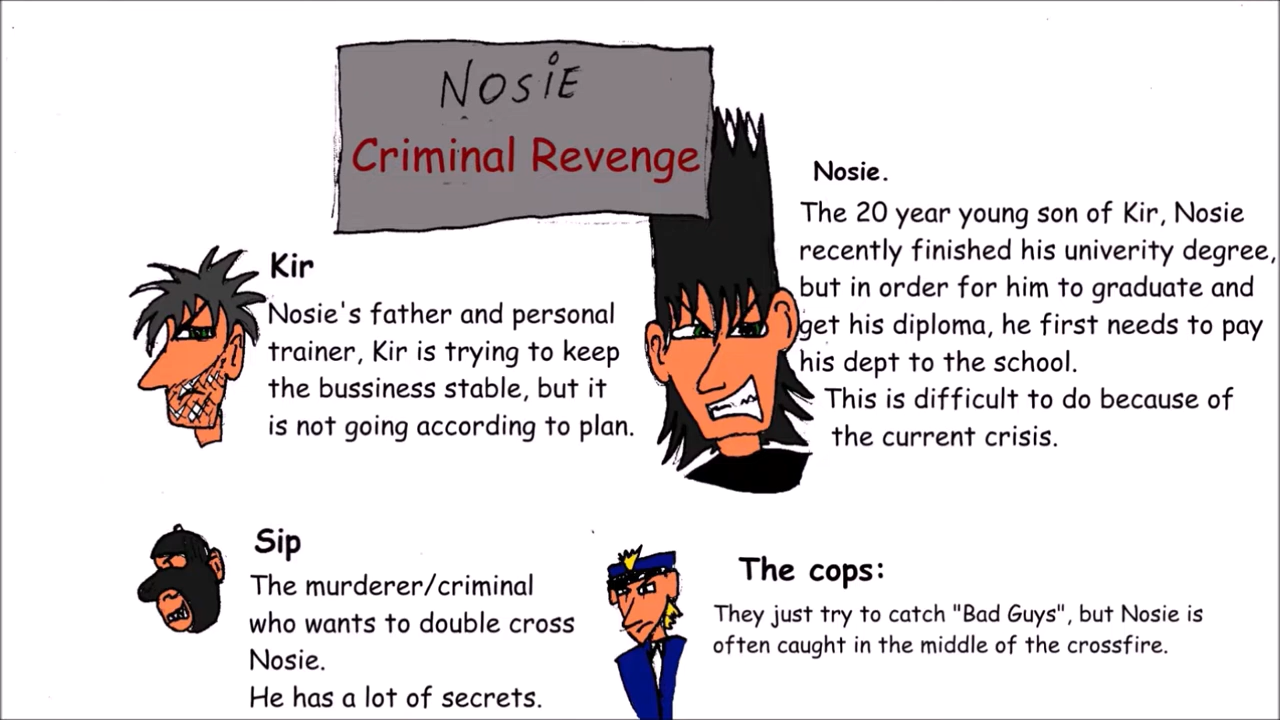 NOSiE
Criminal Revenge
Nosie.
The 20 year young son of Kir, Nosie
recently finished his univerity degree,
but in order for him to graduate and
get his diploma, he first needs to pay
his dept to the school.
This is difficult to do because of
the current crisis.
Kir
Nosie's father and personal
trainer, Kir is trying to keep
the bussiness stable, but it
is not going according to plan.
Sip
The murderer/criminal
who wants to double cross
Nosie.
He has a lot of secrets.
The cops:
They just try to catch "Bad Guys", but Nosie is
often caught in the middle of the crossfire.